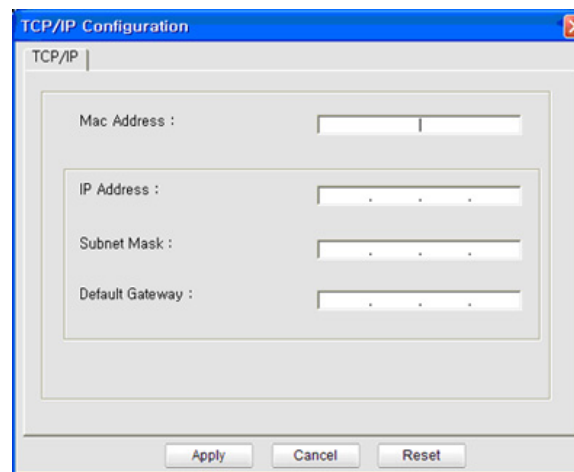 TCP/IP Configuration
TCP/IP
Mac Address :
IP Address :
. . .
Subnet Mask :
. . .
Default Gateway :
. . .
Apply Cancel Reset